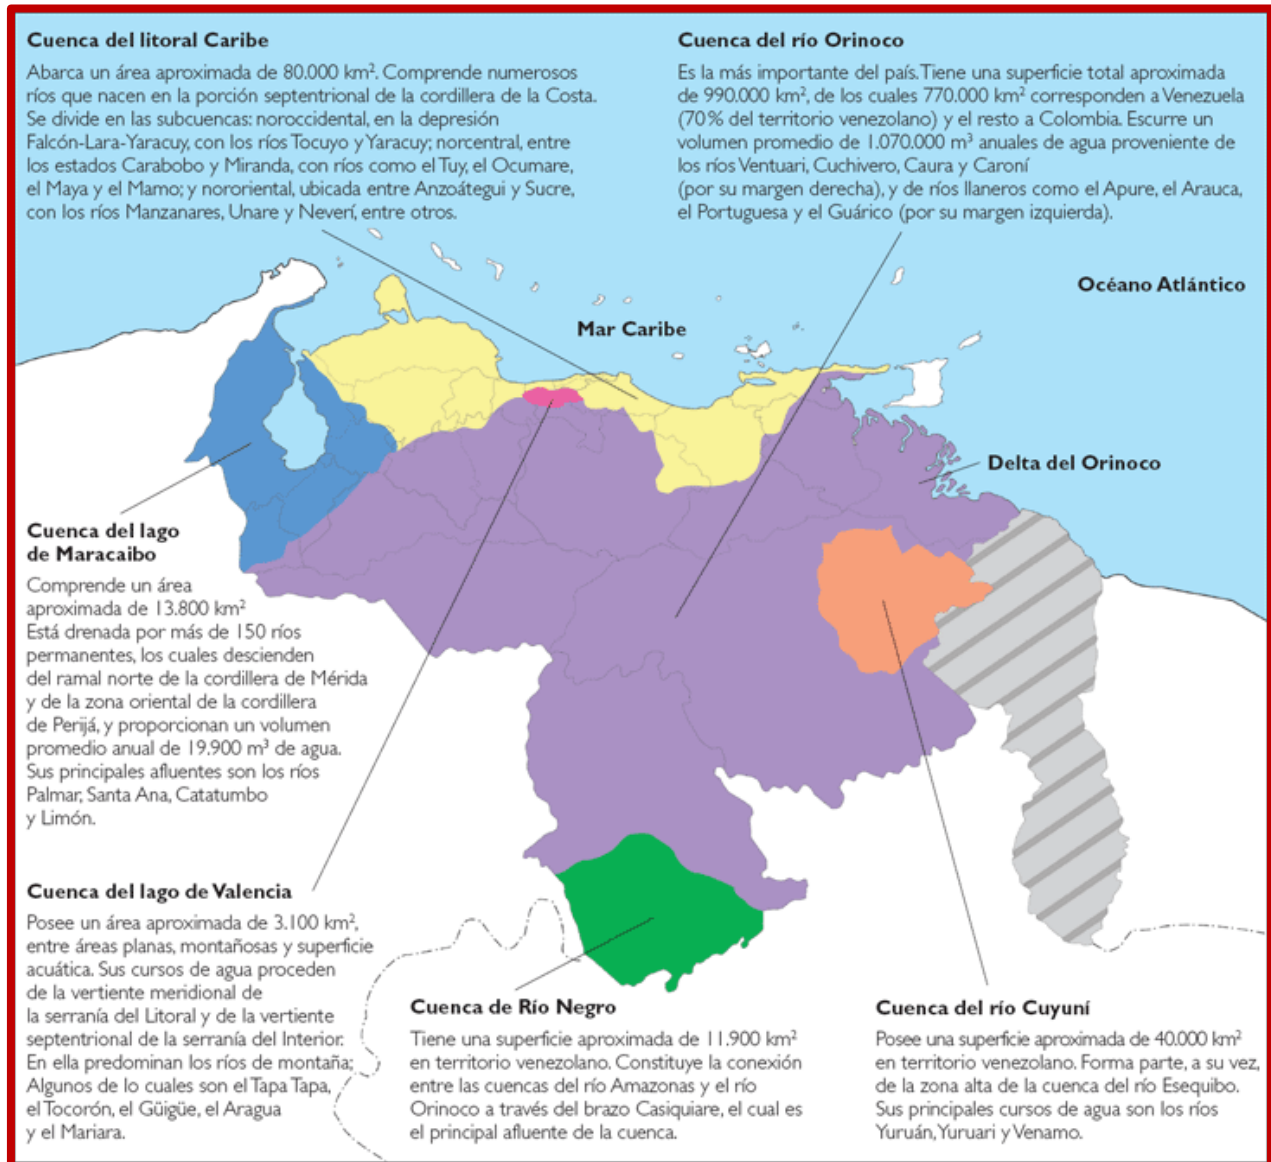 Cuenca del litoral Caribe
Abarca un área aproximada de 80.000 km². Comprende numerosos
ríos que nacen en la porción septentrional de la cordillera de la Costa.
Se divide en las subcuencas: noroccidental, en la depresión
Falcón-Lara-Yaracuy, con los ríos Tocuyo y Yaracuy; norcentral, entre
los estados Carabobo y Miranda, con ríos como el Tuy, el Ocumare,
el Maya y el Mamo; y nororiental, ubicada entre Anzoátegui y Sucre,
con los ríos Manzanares, Unare y Neverí, entre otros.
Cuenca del río Orinoco
Es la más importante del país. Tiene una superficie total aproximada
de 990.000 km², de los cuales 770.000 km² corresponden a Venezuela
(70% del territorio venezolano) y el resto a Colombia. Escurre un
volumen promedio de 1.070.000 m³ anuales de agua proveniente de
los ríos Ventuari, Cuchivero, Caura y Caroní
(por su margen derecha), y de ríos llaneros como el Apure, el Arauca,
el Portuguesa y el Guárico (por su margen izquierda).
Océano Atlántico
Mar Caribe
Delta del Orinoco
Cuenca del lago
de Maracaibo
Comprende un área
aproximada de 13.800 km²
Está drenada por más de 150 ríos
permanentes, los cuales descienden
del ramal norte de la cordillera de Mérida
y de la zona oriental de la cordillera
de Perijá, y proporcionan un volumen
promedio anual de 19.900 m³ de agua.
Sus principales afluentes son los ríos
Palmar, Santa Ana, Catatumbo
y Limón.
Cuenca del lago de Valencia
Posee un área aproximada de 3.100 km²,
entre áreas planas, montañosas y superficie
acuática. Sus cursos de agua proceden
de la vertiente meridional de
la serranía del Litoral y de la vertiente
septentrional de la serranía del Interior.
En ella predominan los ríos de montaña;
Algunos de lo cuales son el Tapa Tapa,
el Tocorón, el Güigüe, el Aragua
y el Mariara.
Cuenca de Río Negro
Tiene una superficie aproximada de 11.900 km²
en territorio venezolano. Constituye la conexión
entre las cuencas del río Amazonas y el río
Orinoco a través del brazo Casiquiare, el cual es
el principal afluente de la cuenca.
Cuenca del río Cuyuní
Posee una superficie aproximada de 40.000 km²
en territorio venezolano. Forma parte, a su vez,
de la zona alta de la cuenca del río Esequibo.
Sus principales cursos de agua son los ríos
Yuruán, Yuruari y Venamo.